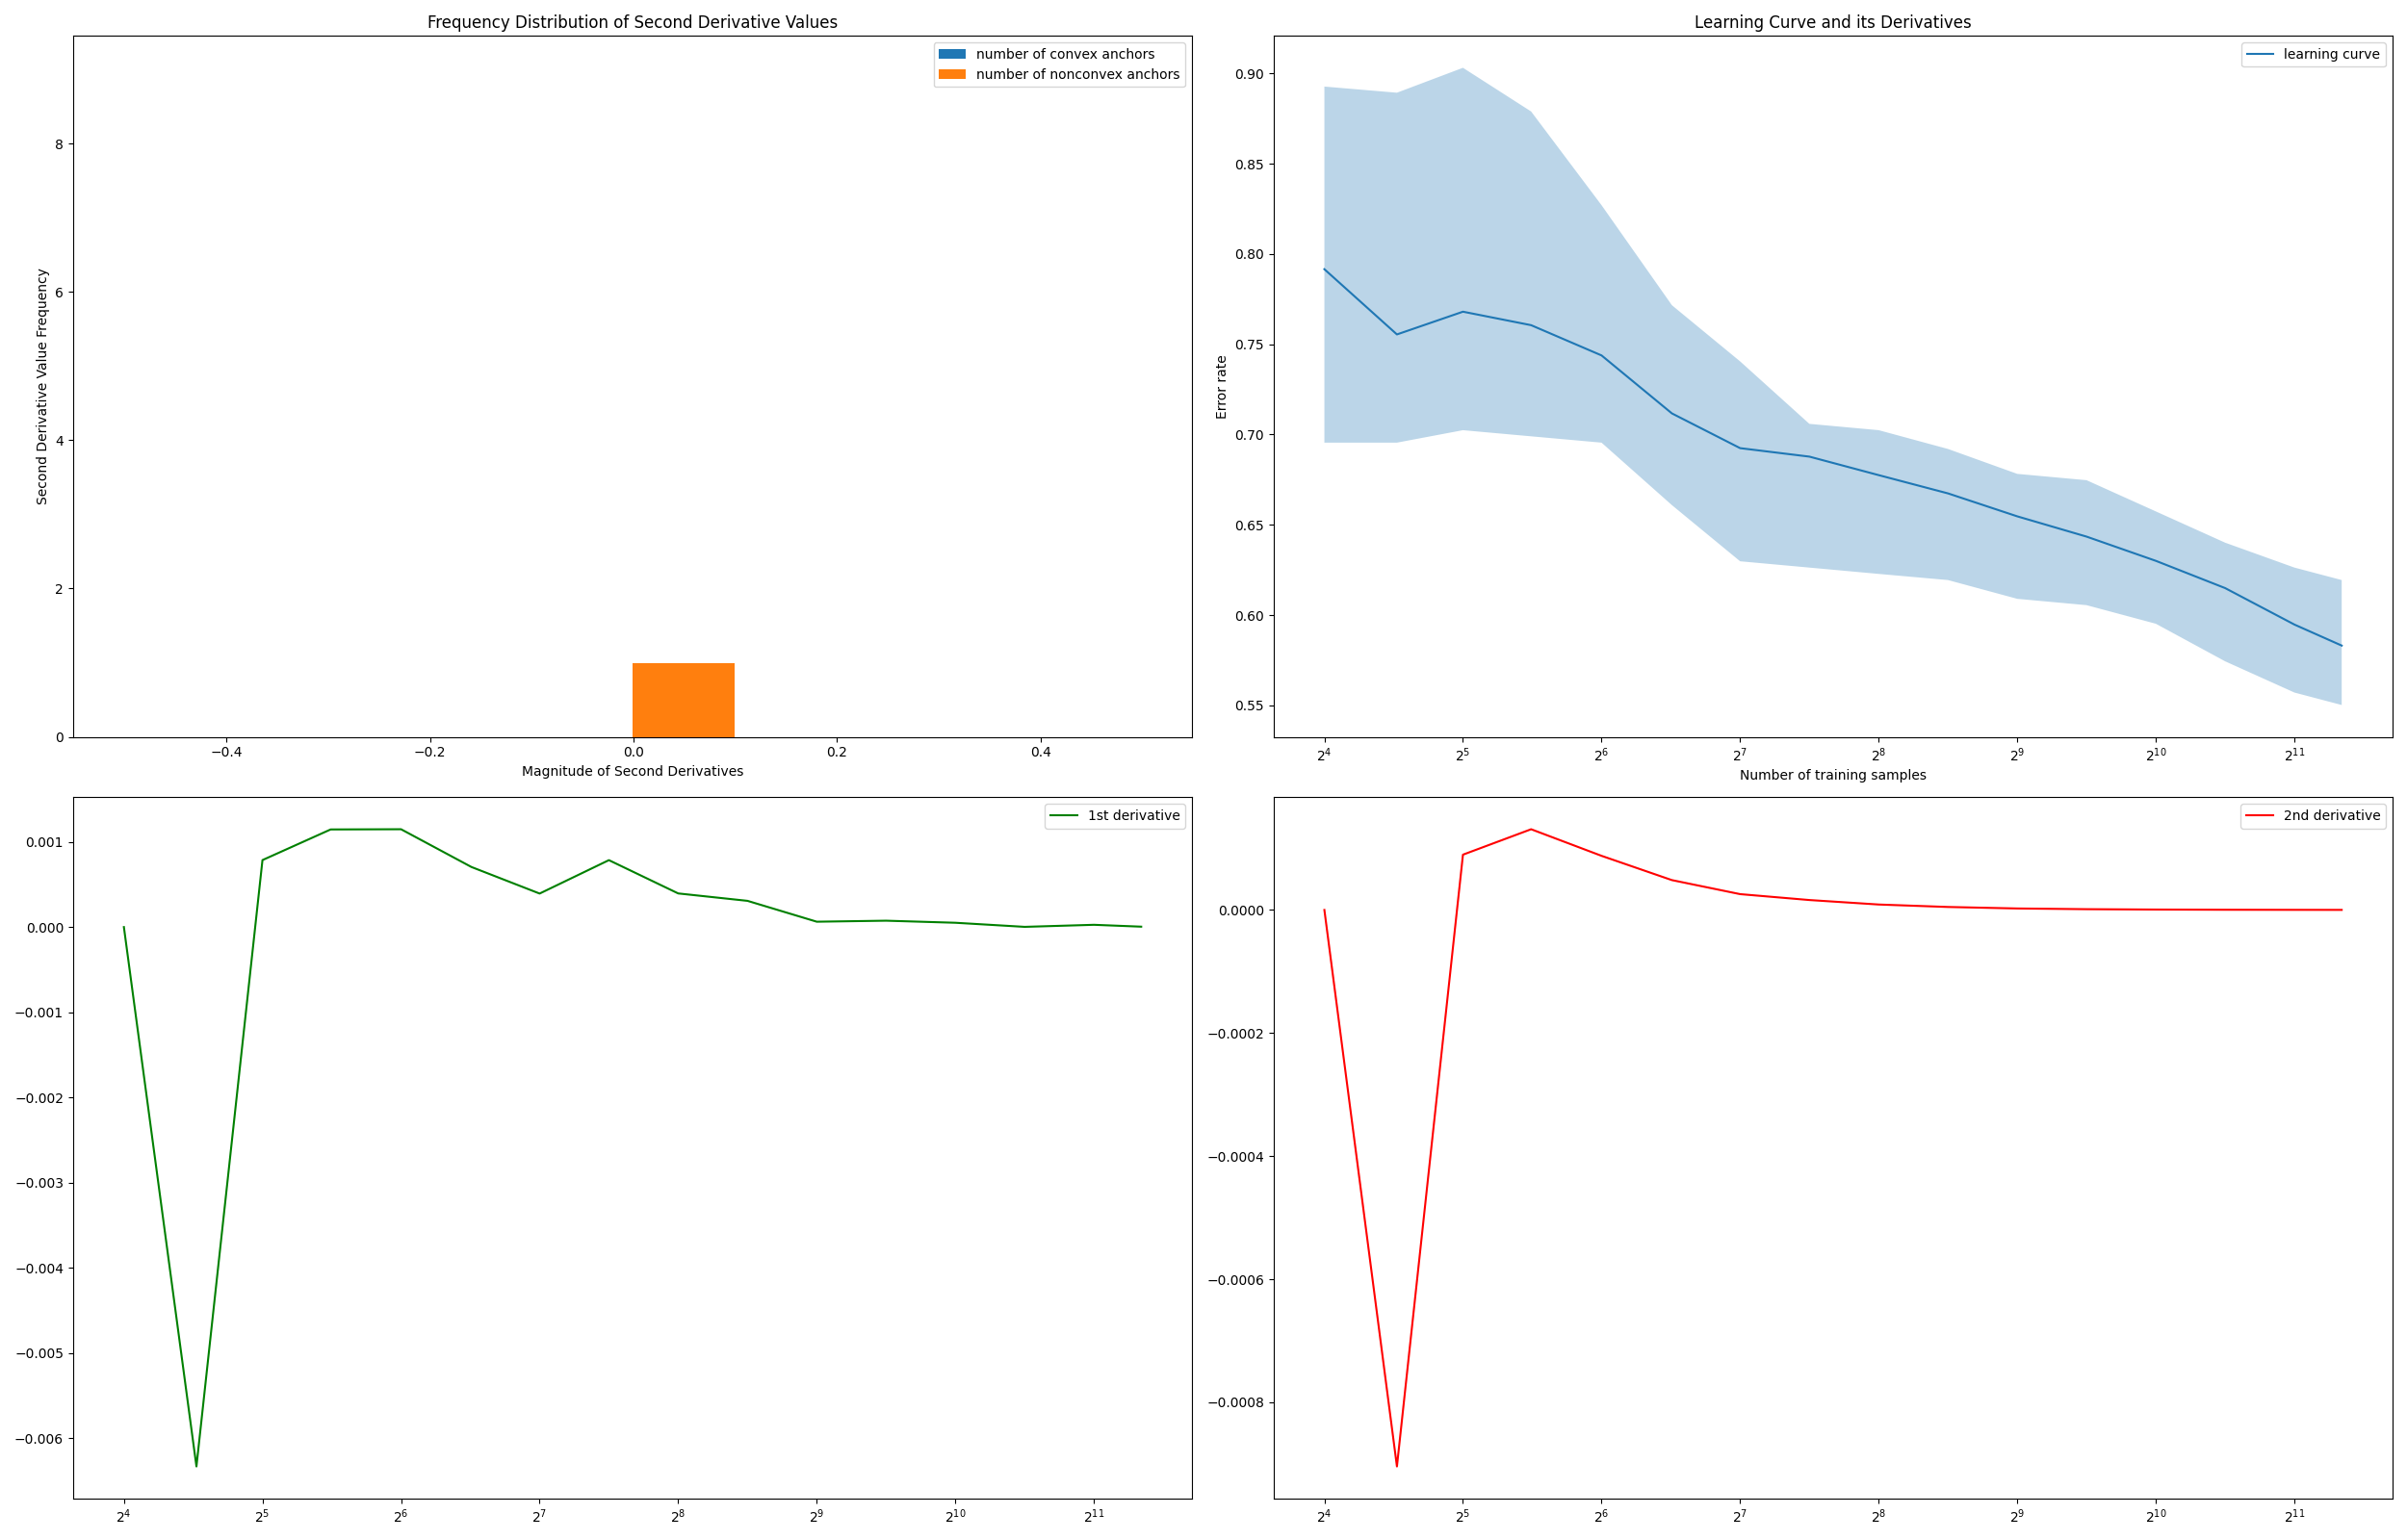 Frequency Distribution of Second Derivative Values
number of convex anchors
number of nonconvex anchors
8
6
4
2
0
Second Derivative Value Frequency
−0.4 −0.2 0.0 0.2 0.4
Magnitude of Second Derivatives
Learning Curve and its Derivatives
learning curve
0.90
0.85
0.80
0.75
0.70
0.65
0.60
0.55
Error rate
2^4 2^5 2^6 2^7 2^8 2^9 2^10 2^11
Number of training samples
1st derivative
0.001
0.000
−0.001
−0.002
−0.003
−0.004
−0.005
−0.006
2^4 2^5 2^6 2^7 2^8 2^9 2^10 2^11
2nd derivative
0.0000
−0.0002
−0.0004
−0.0006
−0.0008
2^4 2^5 2^6 2^7 2^8 2^9 2^10 2^11